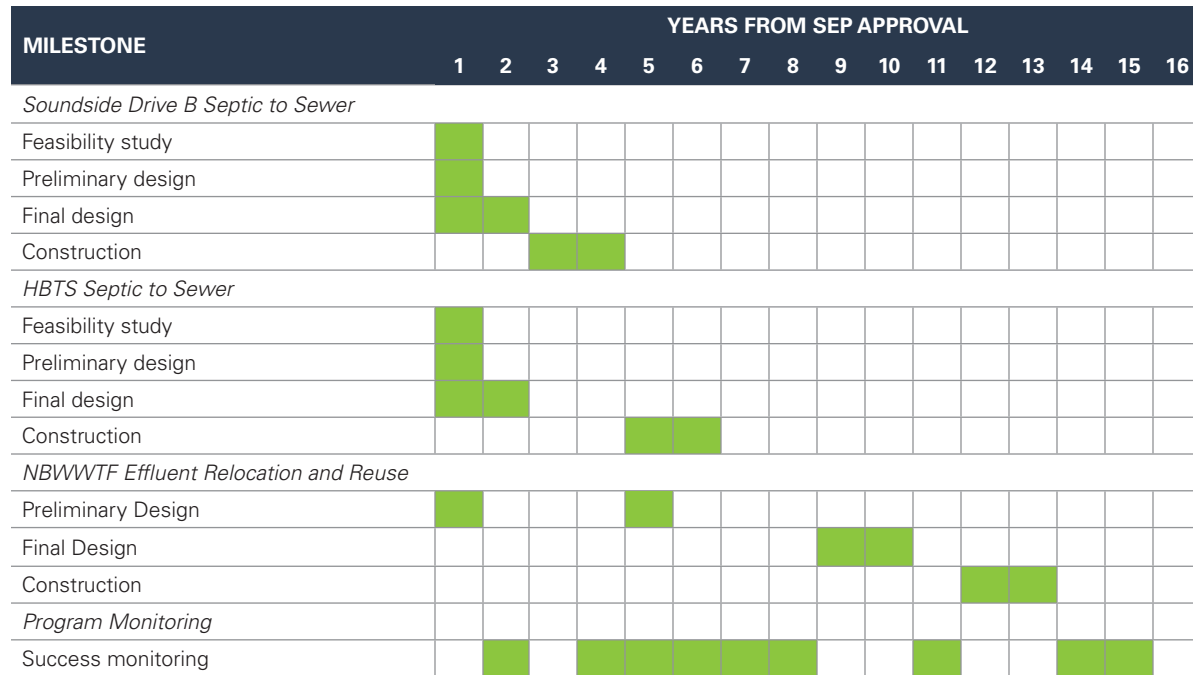 MILESTONE
YEARS FROM SEP APPROVAL
1 2 3 4 5 6 7 8 9 10 11 12 13 14 15 16
Soundside Drive B Septic to Sewer
Feasibility study
Preliminary design
Final design
Construction
HBTS Septic to Sewer
Feasibility study
Preliminary design
Final design
Construction
NBWWTF Effluent Relocation and Reuse
Preliminary Design
Final Design
Construction
Program Monitoring
Success monitoring